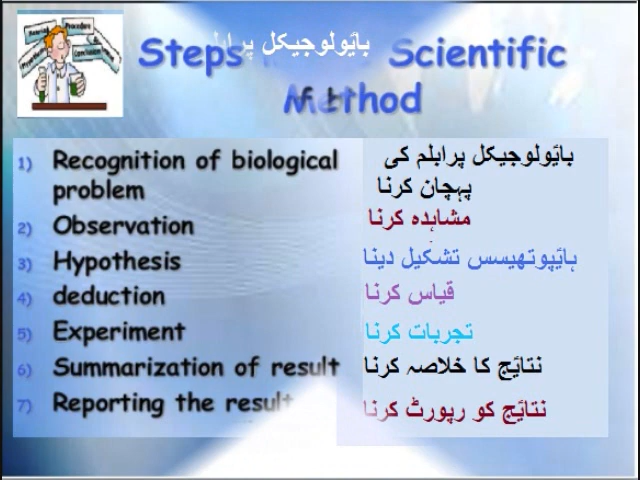 Steps بائیولوجیکل Scientific
Method
1) Recognition of biological problem
بائیولوجیکل پرابلم کی
پہچان کرنا
2) Observation
مشاہدہ کرنا
3) Hypothesis
ہائیپوتھیسس تشکیل دینا
4) deduction
قیاس کرنا
5) Experiment
تجربات کرنا
6) Summarization of result
نتائج کا خلاصہ کرنا
7) Reporting the result
نتائج کو رپورٹ کرنا